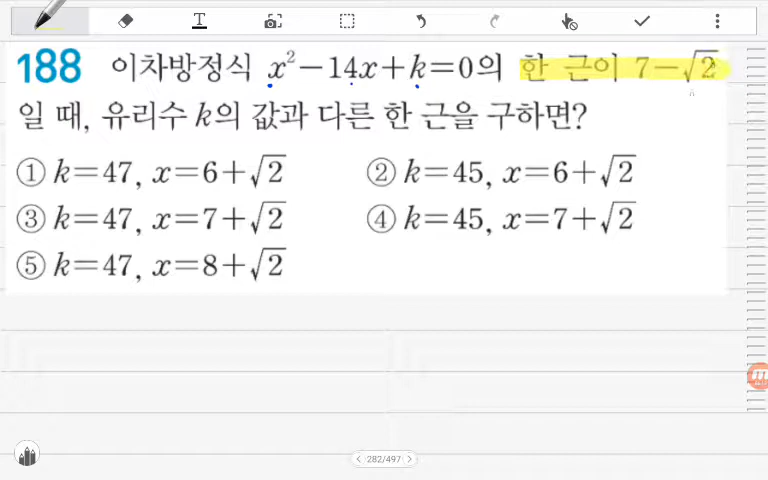 188 이차방정식 x²−14x+k=0의 한 근이 7−√2
일 때, 유리수 k의 값과 다른 한 근을 구하면?
① k=47, x=6+√2 ② k=45, x=6+√2
③ k=47, x=7+√2 ④ k=45, x=7+√2
⑤ k=47, x=8+√2
282/497